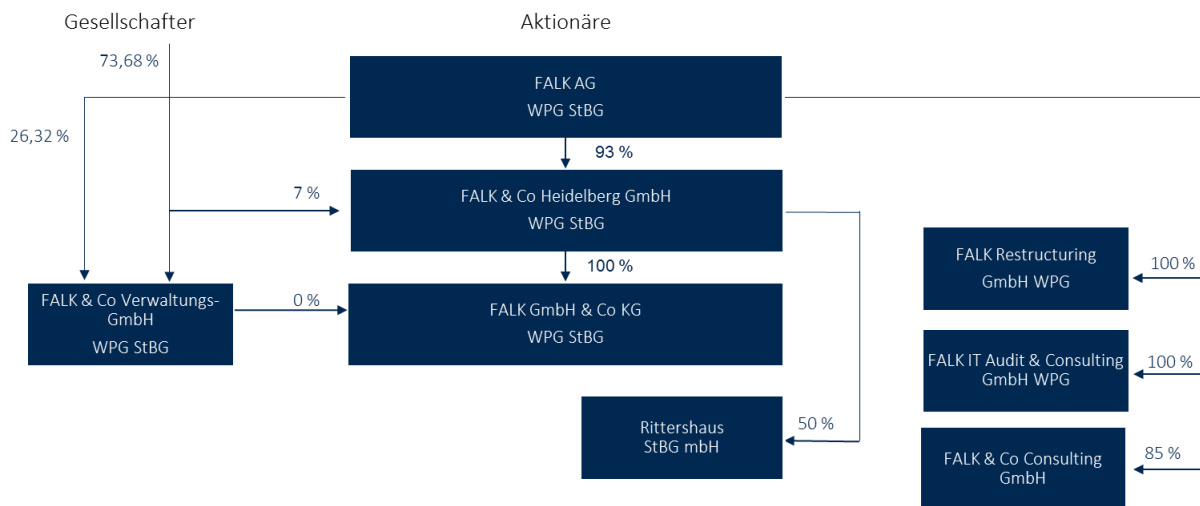 Gesellschafter
Aktionäre
73,68 %
FALK AG
WPG StBG
26,32 %
93 %
7 %
FALK & Co Heidelberg GmbH
WPG StBG
FALK Restructuring
GmbH WPG
100 %
100 %
FALK & Co Verwaltungs-
GmbH
WPG StBG
0 %
FALK GmbH & Co KG
WPG StBG
FALK IT Audit & Consulting
GmbH WPG
100 %
Rittershaus
StBG mbH
50 %
FALK & Co Consulting
GmbH
85 %